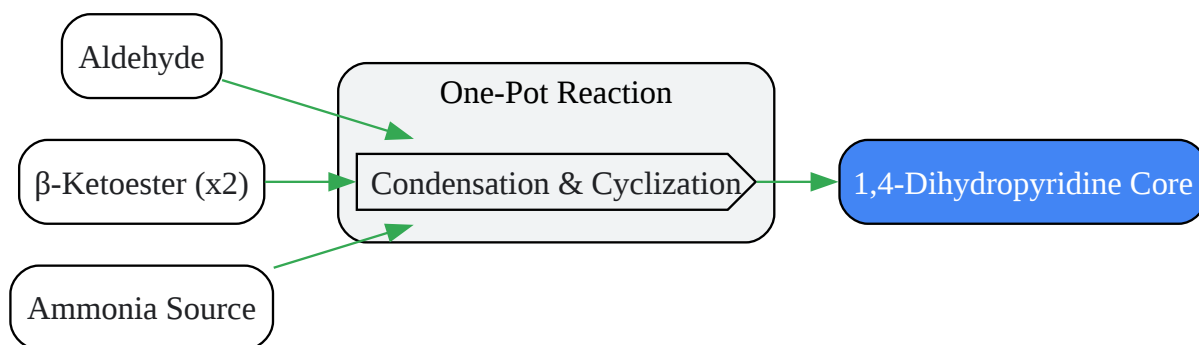 Aldehyde
One-Pot Reaction
β-Ketoester (x2)
Condensation & Cyclization
1,4-Dihydropyridine Core
Ammonia Source